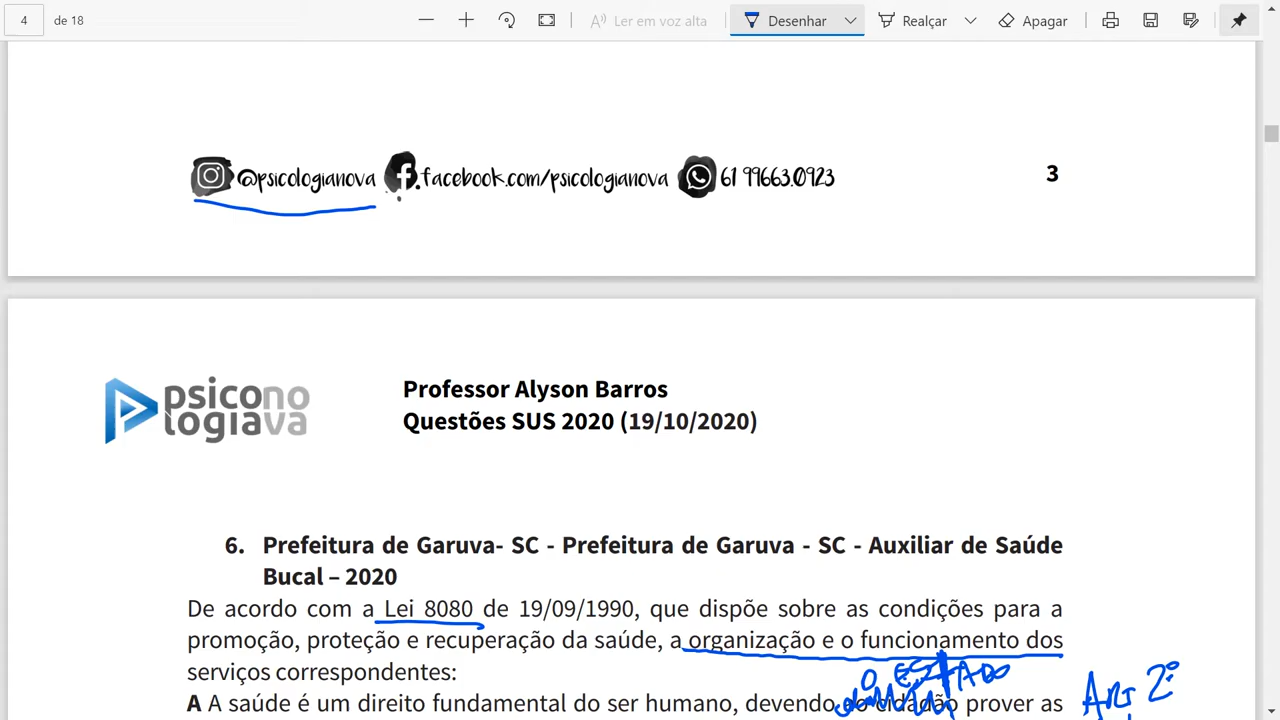 4 de 18 Ler em voz alta Desenhar Realçar Apagar
@psicologianova facebook.com/psicologianova 61 99663.0923 3
psicono
logiava
Professor Alyson Barros
Questões SUS 2020 (19/10/2020)
6. Prefeitura de Garuva- SC - Prefeitura de Garuva - SC - Auxiliar de Saúde
Bucal – 2020
De acordo com a Lei 8080 de 19/09/1990, que dispõe sobre as condições para a
promoção, proteção e recuperação da saúde, a organização e o funcionamento dos
serviços correspondentes:
O ESTADO
Art 2º
A A saúde é um direito fundamental do ser humano, devendo o cidadão prover as